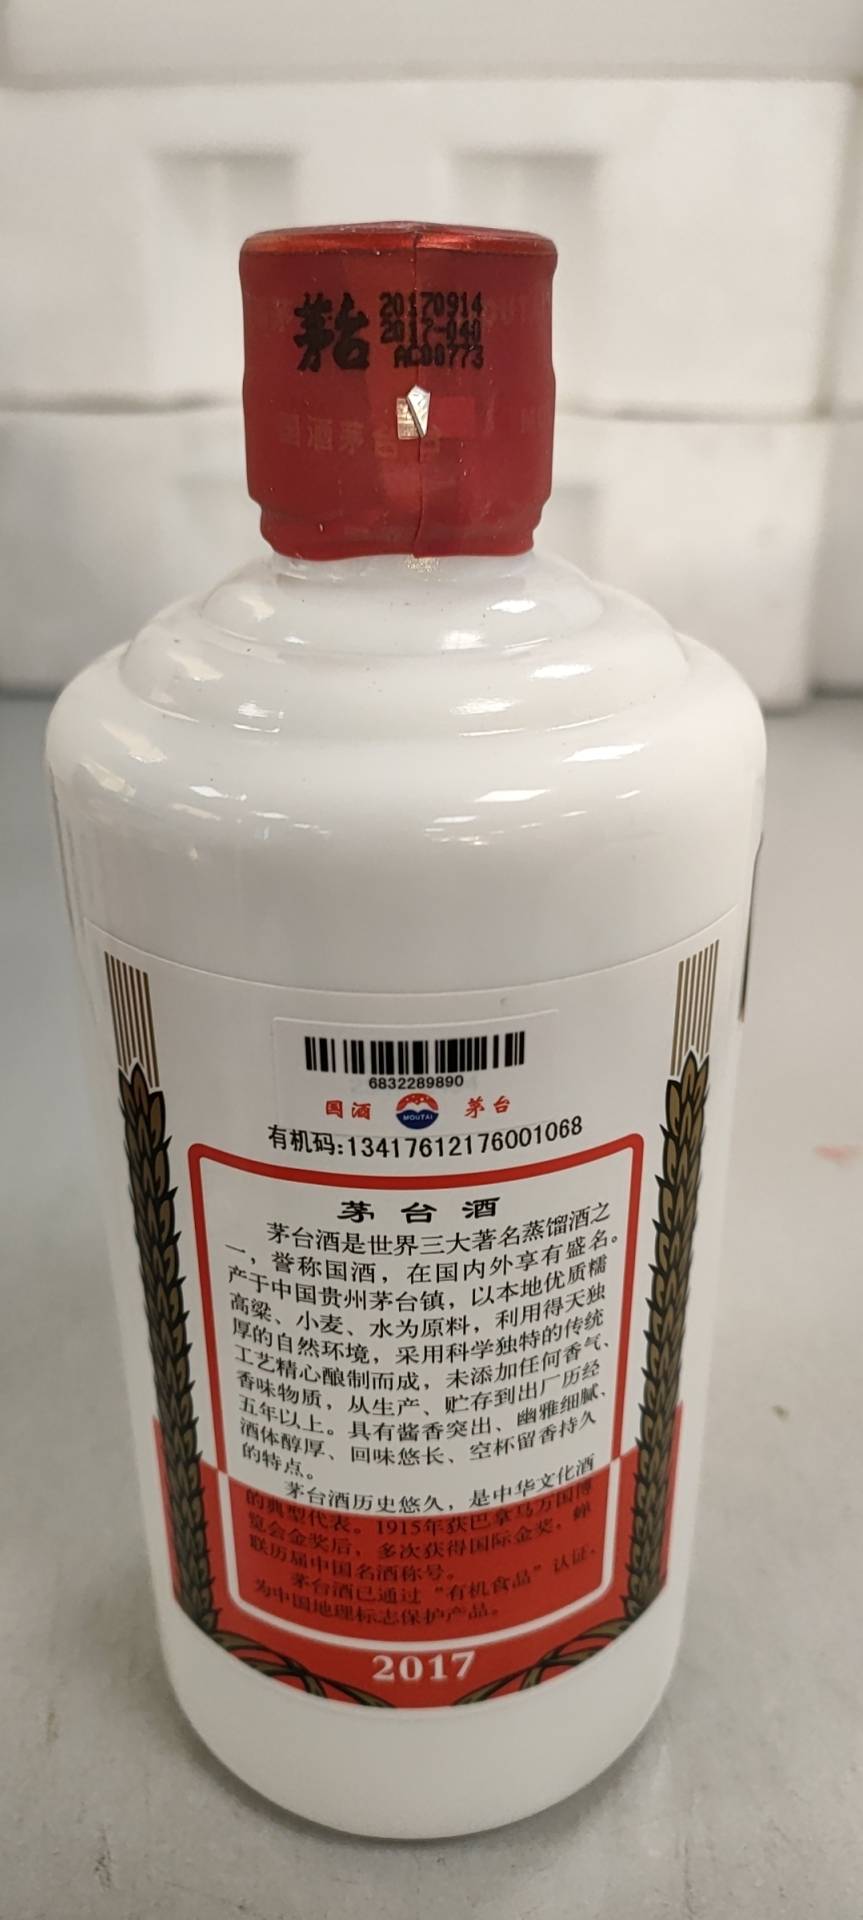 茅台
20170914
2017-040
AC00773
国酒茅台
6832289890
国酒 MOUTAI 茅台
有机码:13417612176001068
茅台酒
茅台酒是世界三大著名蒸馏酒之
一，誉称国酒，在国内外享有盛名。
产于中国贵州茅台镇，以本地优质糯
高粱、小麦、水为原料，利用得天独
厚的自然环境，采用科学独特的传统
工艺精心酿制而成，未添加任何香气、
香味物质，从生产、贮存到出厂历经
五年以上。具有酱香突出、幽雅细腻、
酒体醇厚、回味悠长、空杯留香持久
的特点。
茅台酒历史悠久，是中华文化酒
的典型代表。1915年获巴拿马万国博
览会金奖后，多次获得国际金奖，蝉
联历届中国名酒称号。
茅台酒已通过“有机食品”认证，
为中国地理标志保护产品。
2017